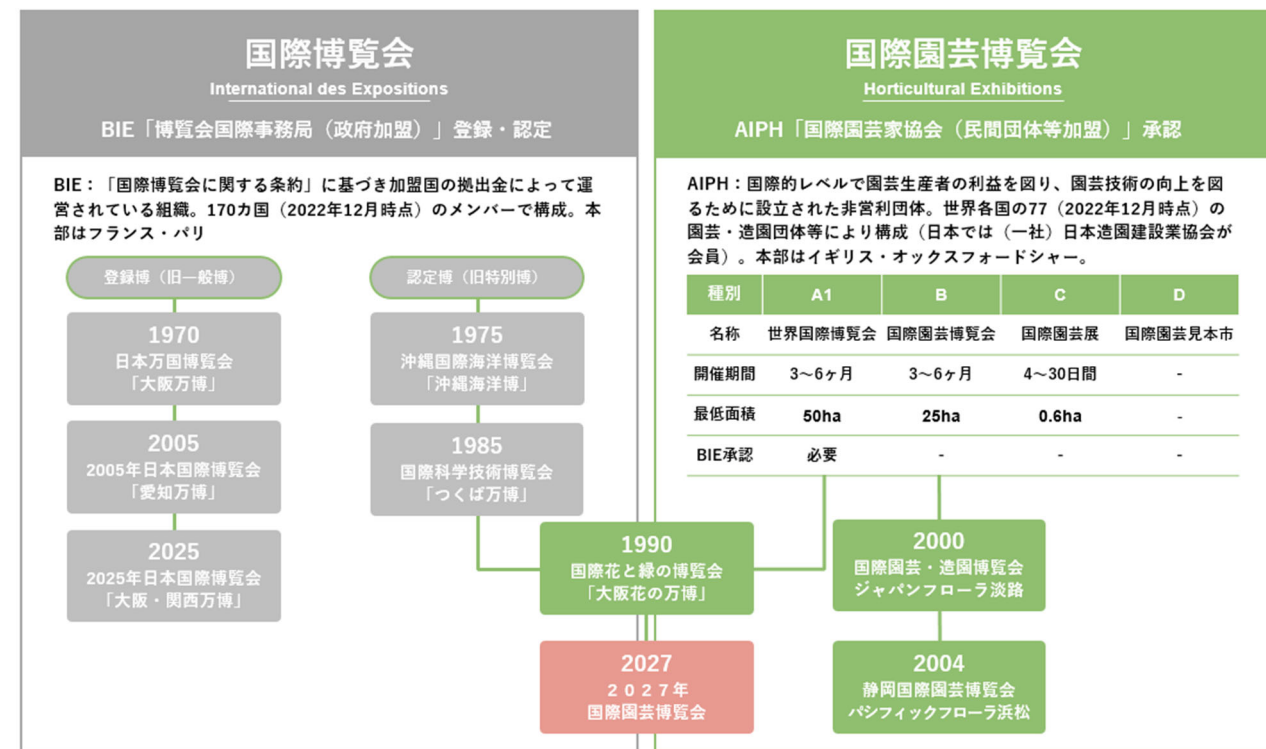 国際博覧会
International des Expositions
BIE「博覧会国際事務局（政府加盟）」登録・認定
BIE：「国際博覧会に関する条約」に基づき加盟国の拠出金によって運
営されている組織。170カ国（2022年12月時点）のメンバーで構成。本
部はフランス・パリ
登録博（旧一般博）
1970
日本万国博覧会
「大阪万博」
2005
2005年日本国際博覧会
「愛知万博」
2025
2025年日本国際博覧会
「大阪・関西万博」
認定博（旧特別博）
1975
沖縄国際海洋博覧会
「沖縄海洋博」
1985
国際科学技術博覧会
「つくば万博」
1990
国際花と緑の博覧会
「大阪花の万博」
2027
２０２７年
国際園芸博覧会
国際園芸博覧会
Horticultural Exhibitions
AIPH「国際園芸家協会（民間団体等加盟）」承認
AIPH：国際的レベルで園芸生産者の利益を図り、園芸技術の向上を図
るために設立された非営利団体。世界各国の77（2022年12月時点）の
園芸・造園団体等により構成（日本では（一社）日本造園建設業協会が
会員）。本部はイギリス・オックスフォードシャー。
種別 A1 B C D
名称 世界国際博覧会 国際園芸博覧会 国際園芸展 国際園芸見本市
開催期間 3〜6ヶ月 3〜6ヶ月 4〜30日間 -
最低面積 50ha 25ha 0.6ha -
BIE承認 必要 - - -
2000
国際園芸・造園博覧会
ジャパンフローラ淡路
2004
静岡国際園芸博覧会
パシフィックフローラ浜松